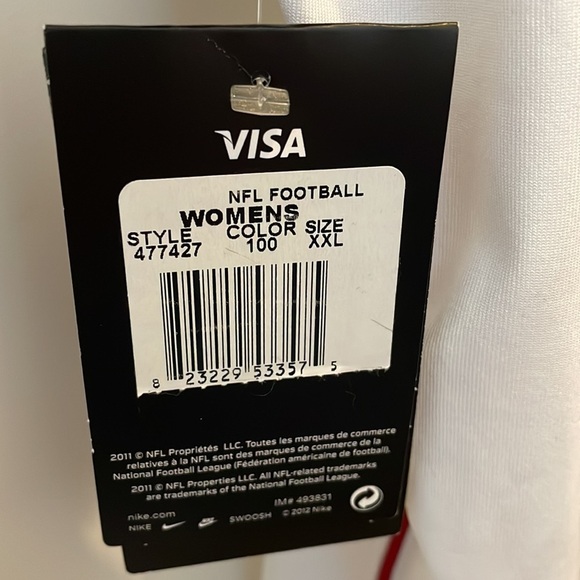 VISA
NFL FOOTBALL
WOMENS
STYLE COLOR SIZE
477427 100 XXL
8 23229 53357 5
2011 © NFL Propriétés LLC. Toutes les marques de commerce
relatives à la NFL sont des marques de commerce de la
National Football League (Fédération américaine de football).
2011 © NFL Properties LLC. All NFL-related trademarks
are trademarks of the National Football League.
nike.com IM# 493831
NIKE SWOOSH © 2012 Nike